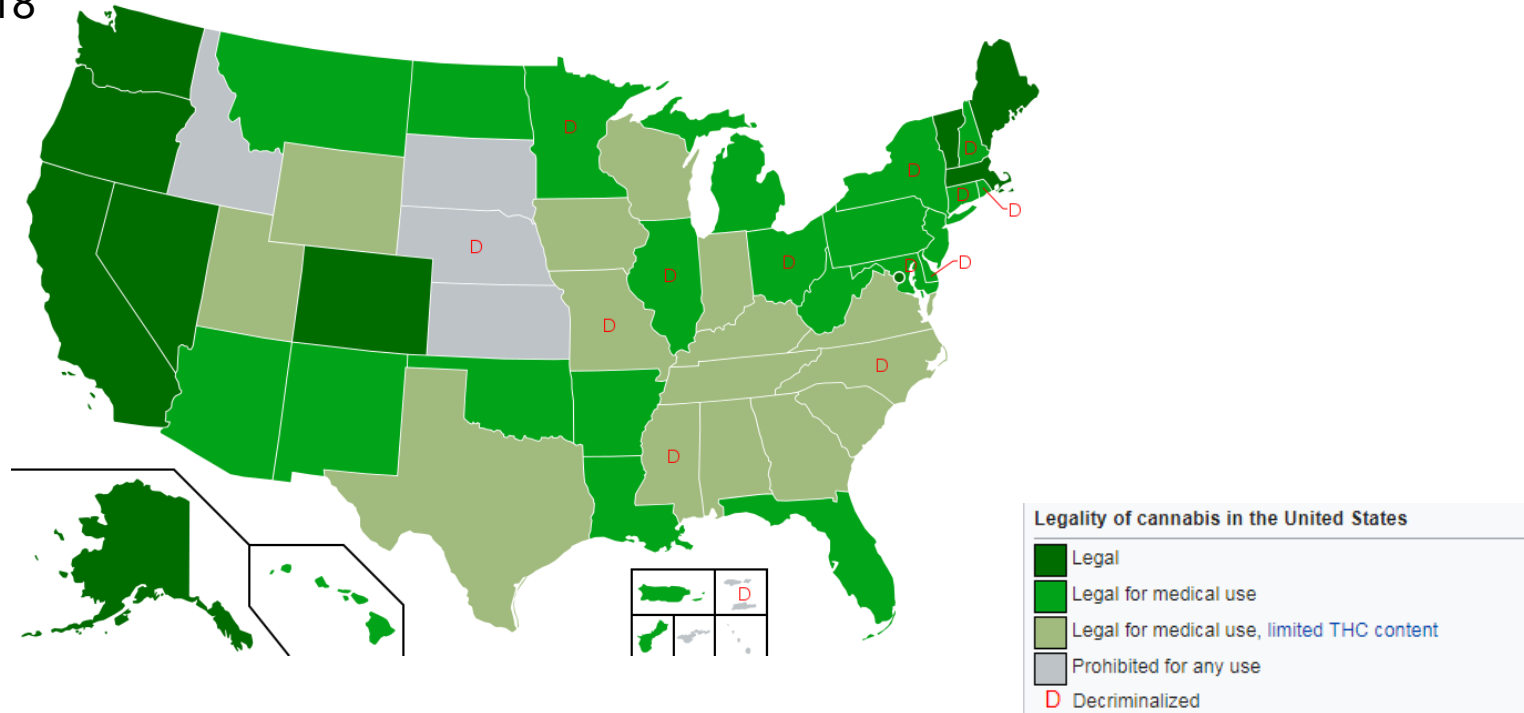 18
D
D
D
D
D
D
D
D
D
D
D
D
D
D
Legality of cannabis in the United States
Legal
Legal for medical use
Legal for medical use, limited THC content
Prohibited for any use
D Decriminalized